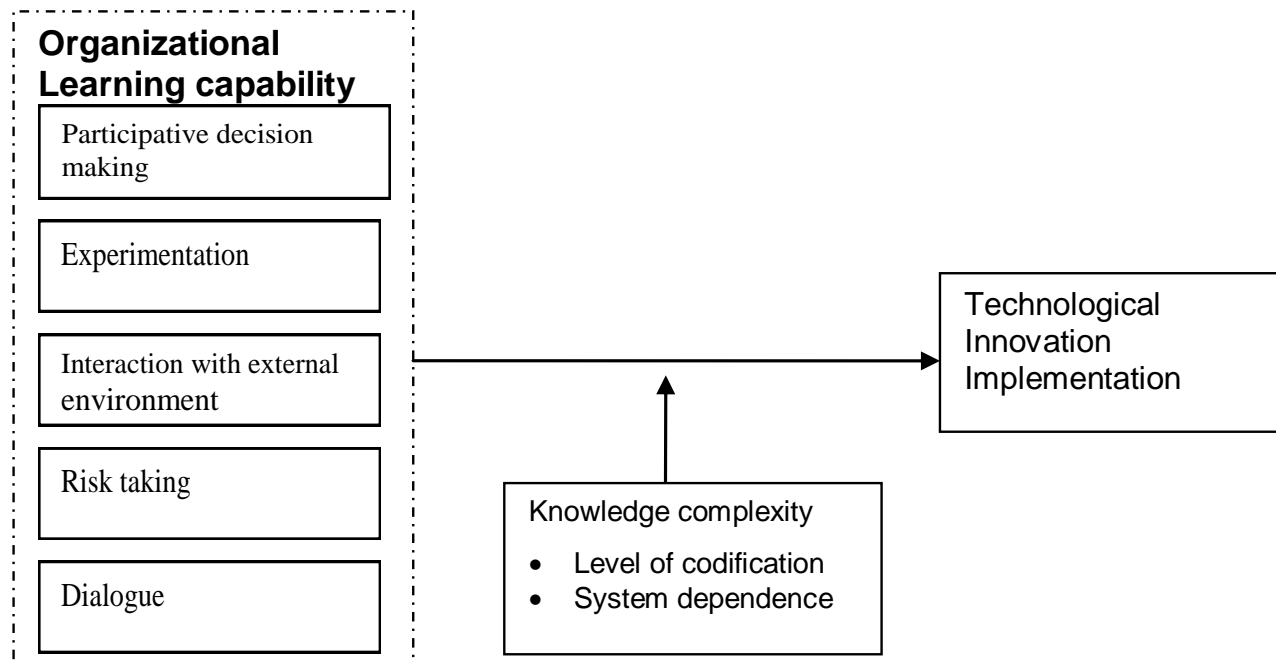 Organizational
Learning capability
Participative decision
making
Experimentation
Interaction with external
environment
Risk taking
Dialogue
Knowledge complexity
• Level of codification
• System dependence
Technological
Innovation
Implementation